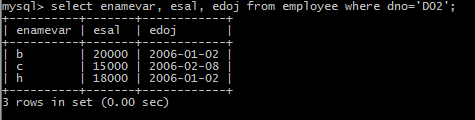 mysql> select enamevar, esal, edoj from employee where dno='D02';
+----------+-------+------------+
| enamevar | esal | edoj |
+----------+-------+------------+
| b | 20000 | 2006-01-02 |
| c | 15000 | 2006-02-08 |
| h | 18000 | 2006-01-02 |
+----------+-------+------------+
3 rows in set (0.00 sec)